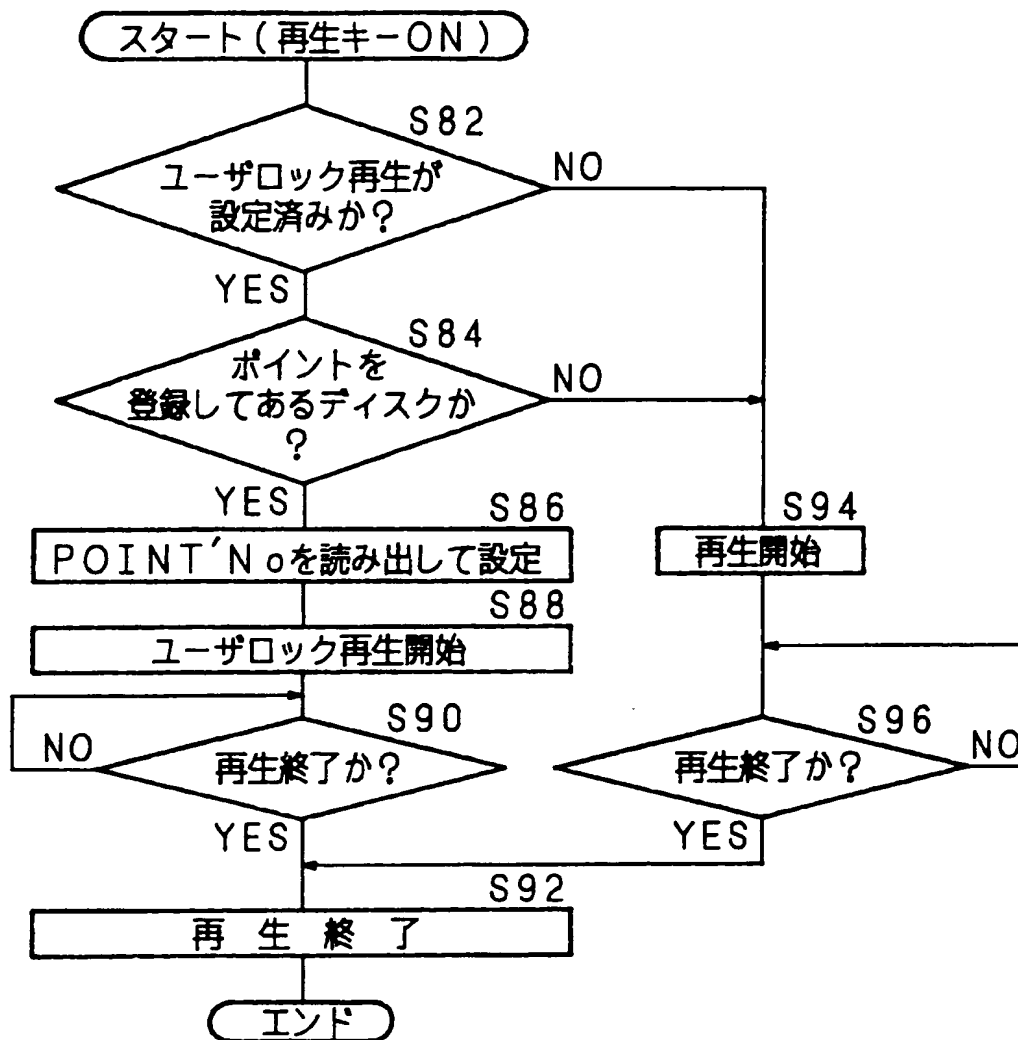 スタート(再生キーON)
S82
ユーザロック再生が
設定済みか?
NO
YES
S84
ポイントを
登録してあるディスクか
?
NO
YES
S86
POINT'Noを読み出して設定
S94
再生開始
S88
ユーザロック再生開始
S90
再生終了か?
NO
YES
S96
再生終了か?
NO
YES
S92
再生終了
エンド